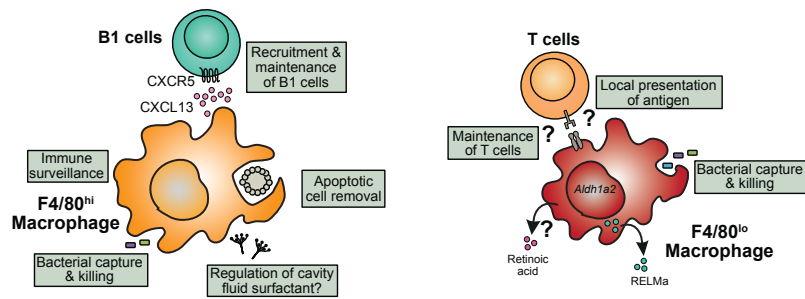 B1 cells
CXCR5
CXCL13
Recruitment &
maintenance
of B1 cells
Immune
surveillance
F4/80hi
Macrophage
Apoptotic
cell removal
Bacterial capture
& killing
Regulation of cavity
fluid surfactant?
T cells
Local presentation
of antigen
?
?
Maintenance
of T cells
Aldh1a2
Bacterial capture
& killing
F4/80lo
Macrophage
?
Retinoic
acid
RELMa